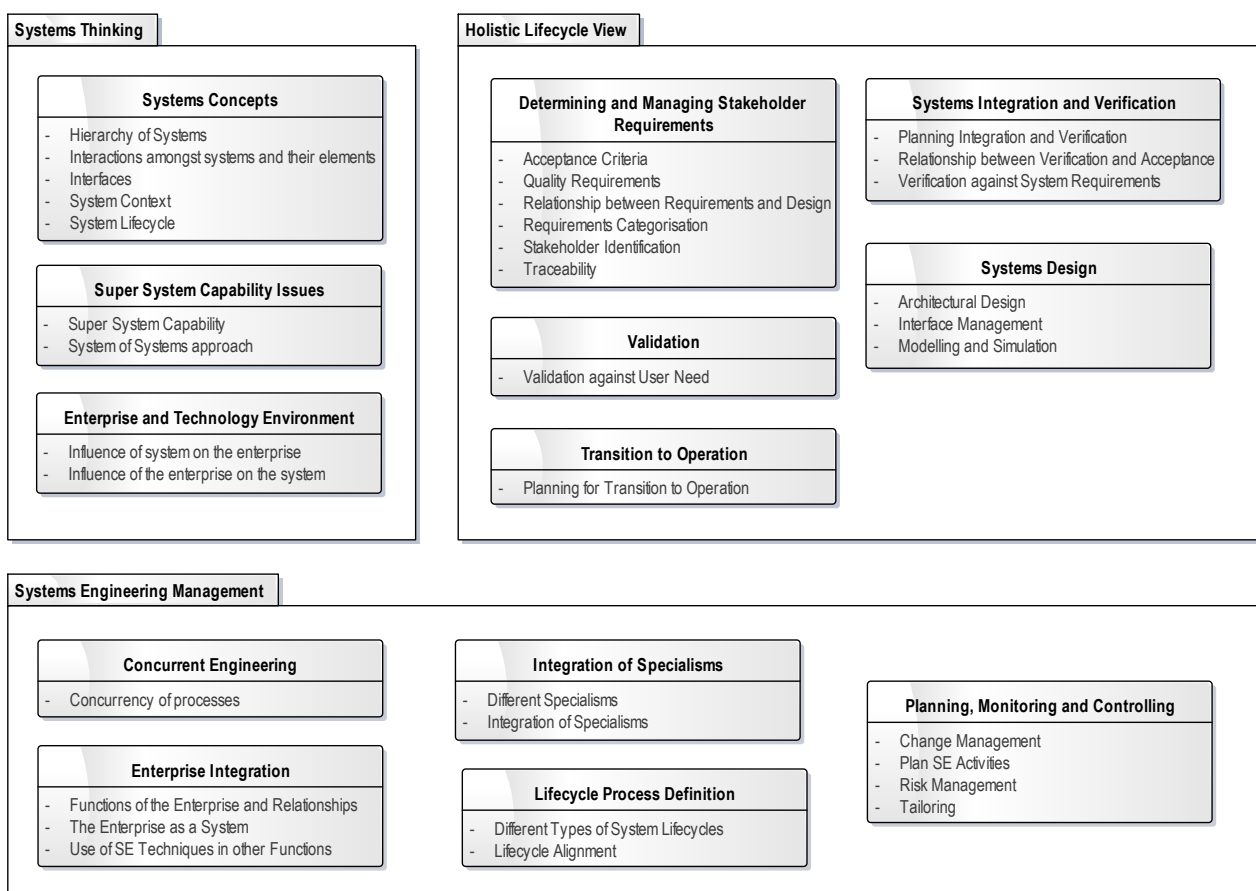 Systems Thinking
Systems Concepts
- Hierarchy of Systems
- Interactions amongst systems and their elements
- Interfaces
- System Context
- System Lifecycle
Super System Capability Issues
- Super System Capability
- System of Systems approach
Enterprise and Technology Environment
- Influence of system on the enterprise
- Influence of the enterprise on the system
Holistic Lifecycle View
Determining and Managing Stakeholder
Requirements
- Acceptance Criteria
- Quality Requirements
- Relationship between Requirements and Design
- Requirements Categorisation
- Stakeholder Identification
- Traceability
Validation
- Validation against User Need
Transition to Operation
- Planning for Transition to Operation
Systems Integration and Verification
- Planning Integration and Verification
- Relationship between Verification and Acceptance
- Verification against System Requirements
Systems Design
- Architectural Design
- Interface Management
- Modelling and Simulation
Systems Engineering Management
Concurrent Engineering
- Concurrency of processes
Enterprise Integration
- Functions of the Enterprise and Relationships
- The Enterprise as a System
- Use of SE Techniques in other Functions
Integration of Specialisms
- Different Specialisms
- Integration of Specialisms
Lifecycle Process Definition
- Different Types of System Lifecycles
- Lifecycle Alignment
Planning, Monitoring and Controlling
- Change Management
- Plan SE Activities
- Risk Management
- Tailoring